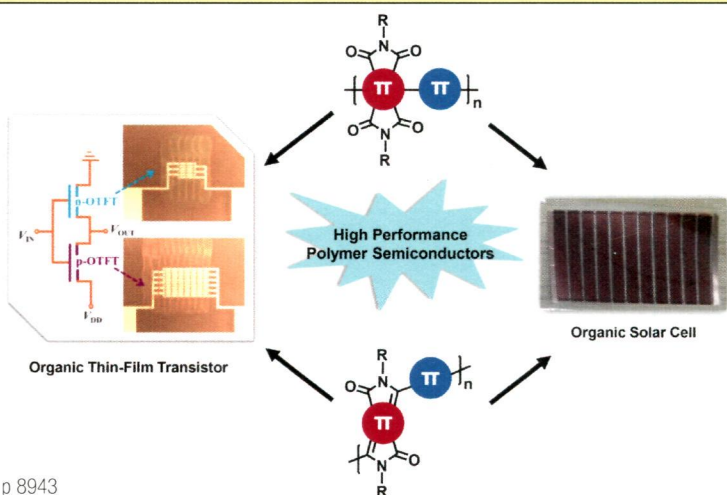 R
N
O
O
π
π
n
O
O
N
R
n-OTFT
V_IN
V_OUT
p-OTFT
V_DD
High Performance
Polymer Semiconductors
Organic Thin-Film Transistor
Organic Solar Cell
R
N
O
π
n
π
O
N
R
p 8943